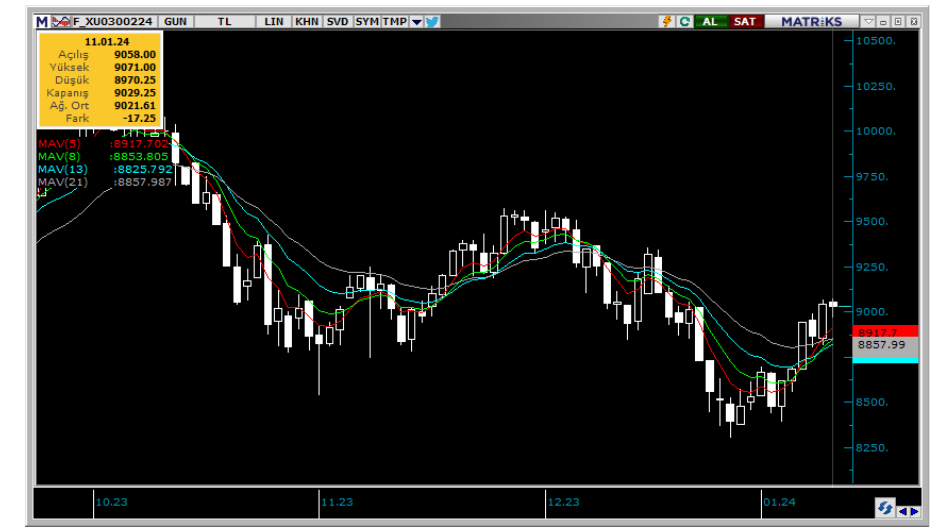 M F_XU0300224 GUN TL LIN KHN SVD SYM TMP C AL SAT MATRiKS
11.01.24
Açılış 9058.00
Yüksek 9071.00
Düşük 8970.25
Kapanış 9029.25
Ağ. Ort 9021.61
Fark -17.25
MAV(5) :8917.702
MAV(8) :8853.805
MAV(13) :8825.792
MAV(21) :8857.987
10500.
10250.
10000.
9750.
9500.
9250.
9000.
8917.7
8857.99
8500.
8250.
10.23 11.23 12.23 01.24